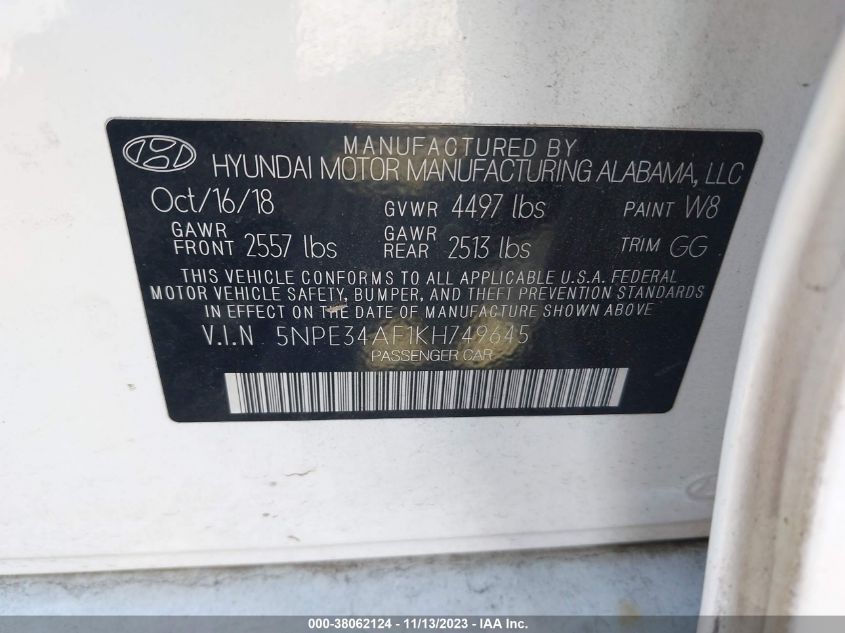 MANUFACTURED BY
HYUNDAI MOTOR MANUFACTURING ALABAMA, LLC
Oct/16/18 GVWR 4497 lbs PAINT W8
GAWR FRONT 2557 lbs GAWR REAR 2513 lbs TRIM GG
THIS VEHICLE CONFORMS TO ALL APPLICABLE U.S.A. FEDERAL
MOTOR VEHICLE SAFETY, BUMPER, AND THEFT PREVENTION STANDARDS
IN EFFECT ON THE DATE OF MANUFACTURE SHOWN ABOVE.
V.I.N 5NPE34AF1KH749645
PASSENGER CAR
000-38062124 - 11/13/2023 - IAA Inc.